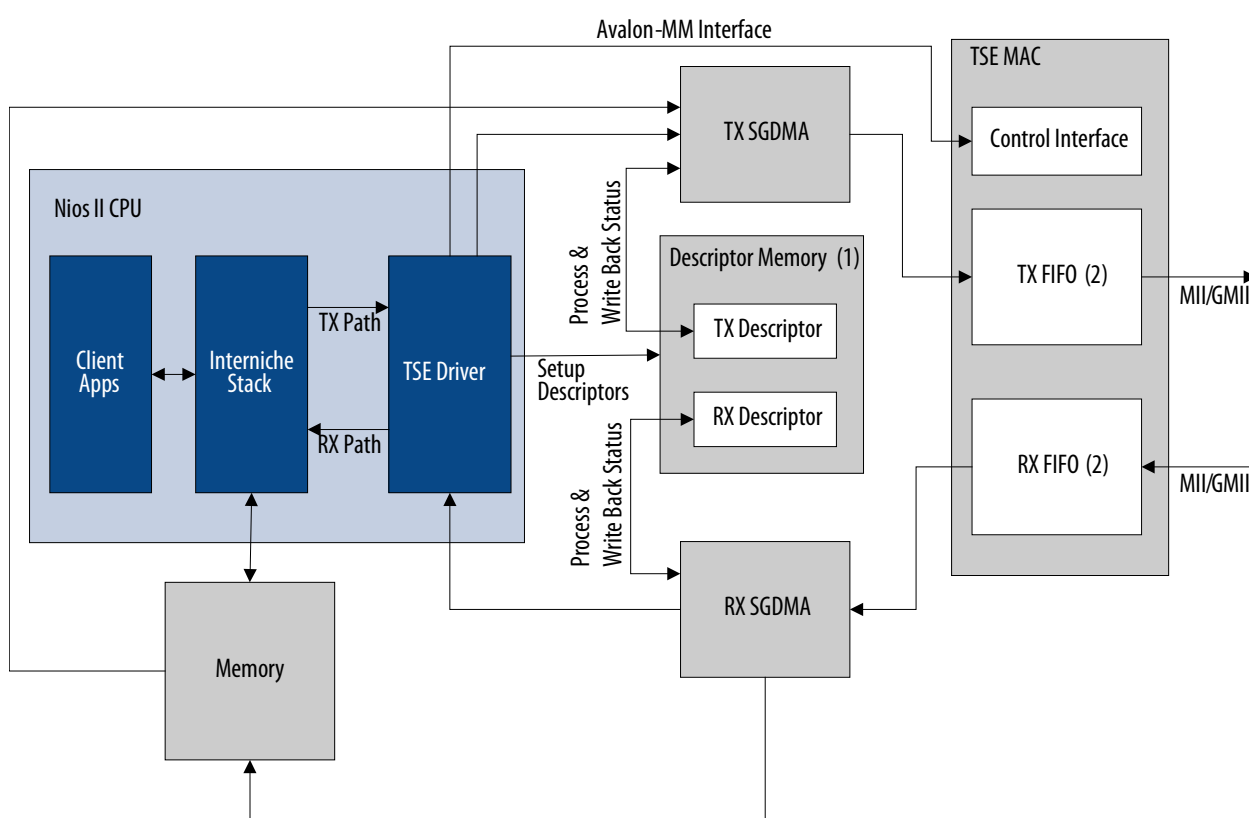 Avalon-MM Interface
TSE MAC
TX SGDMA
Control Interface
Nios II CPU
Process &
Write Back Status
Descriptor Memory (1)
TX FIFO (2)
MII/GMII
TX Path
TX Descriptor
Client
Apps
Interniche
Stack
TSE Driver
Setup
Descriptors
RX Descriptor
RX Path
Process &
Write Back Status
RX FIFO (2)
MII/GMII
RX SGDMA
Memory